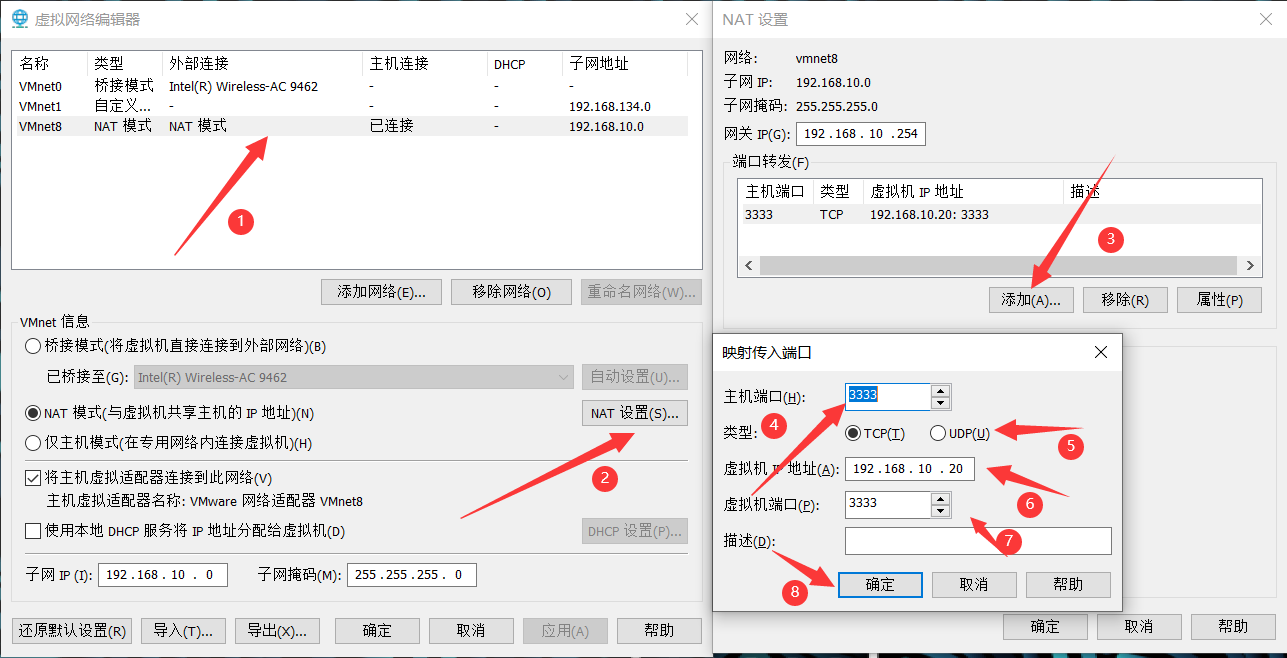 虚拟网络编辑器
名称 类型 外部连接 主机连接 DHCP 子网地址
VMnet0 桥接模式 Intel(R) Wireless-AC 9462 - - -
VMnet1 自定义... - - - 192.168.134.0
VMnet8 NAT 模式 NAT 模式 已连接 - 192.168.10.0
1
添加网络(E)... 移除网络(O) 重命名网络(W)...
VMnet 信息
桥接模式(将虚拟机直接连接到外部网络)(B)
已桥接至(G): Intel(R) Wireless-AC 9462 自动设置(U)...
NAT 模式(与虚拟机共享主机的 IP 地址)(N) NAT 设置(S)...
仅主机模式(在专用网络内连接虚拟机)(H)
2
将主机虚拟适配器连接到此网络(V)
主机虚拟适配器名称: VMware 网络适配器 VMnet8
使用本地 DHCP 服务将 IP 地址分配给虚拟机(D) DHCP 设置(P)...
子网 IP (I): 192.168.10.0 子网掩码(M): 255.255.255.0
还原默认设置(R) 导入(T)... 导出(X)... 确定 取消 应用(A) 帮助
NAT 设置
网络: vmnet8
子网 IP: 192.168.10.0
子网掩码: 255.255.255.0
网关 IP(G): 192.168.10.254
端口转发(F)
主机端口 类型 虚拟机 IP 地址 描述
3333 TCP 192.168.10.20: 3333
3
添加(A)... 移除(R) 属性(P)
映射传入端口
主机端口(H): 3333
4
类型: TCP(T) UDP(U)
5
虚拟机 IP 地址(A): 192.168.10.20
6
虚拟机端口(P): 3333
7
描述(D):
8
确定 取消 帮助
确定 取消 帮助